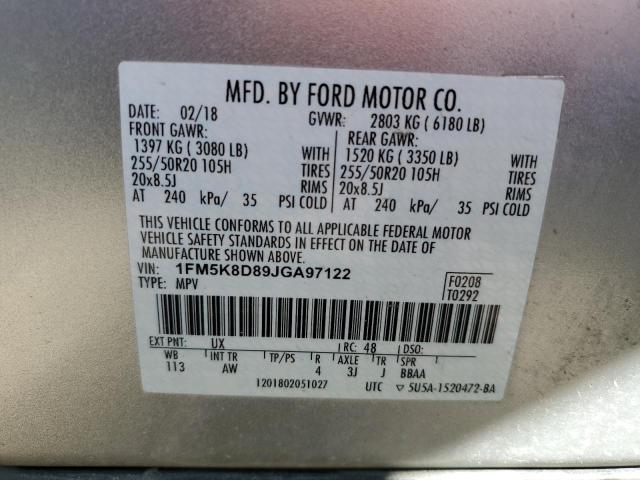 MFD. BY FORD MOTOR CO.
DATE: 02/18 GVWR: 2803 KG ( 6180 LB)
FRONT GAWR: REAR GAWR:
1397 KG ( 3080 LB) WITH 1520 KG ( 3350 LB) WITH
255/50R20 105H TIRES 255/50R20 105H TIRES
20x8.5J RIMS 20x8.5J RIMS
AT 240 kPa/ 35 PSI COLD AT 240 kPa/ 35 PSI COLD
THIS VEHICLE CONFORMS TO ALL APPLICABLE FEDERAL MOTOR
VEHICLE SAFETY STANDARDS IN EFFECT ON THE DATE OF
MANUFACTURE SHOWN ABOVE.
VIN: 1FM5K8D89JGA97122 F0208
TYPE: MPV T0292
EXT PNT: UX RC: 48 DSO:
WB INT TR TP/PS R AXLE TR SPR
113 AW 4 3J J BBAA
1201802051027 UTC ▽ 5U5A-1520472-BA